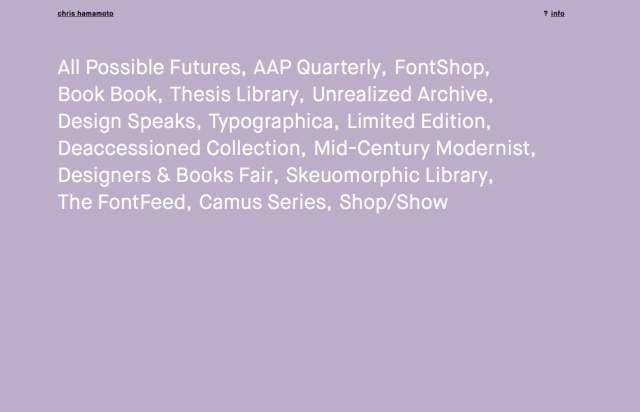 chris hamamoto
? info
All Possible Futures, AAP Quarterly, FontShop,
Book Book, Thesis Library, Unrealized Archive,
Design Speaks, Typographica, Limited Edition,
Deaccessioned Collection, Mid-Century Modernist,
Designers & Books Fair, Skeuomorphic Library,
The FontFeed, Camus Series, Shop/Show